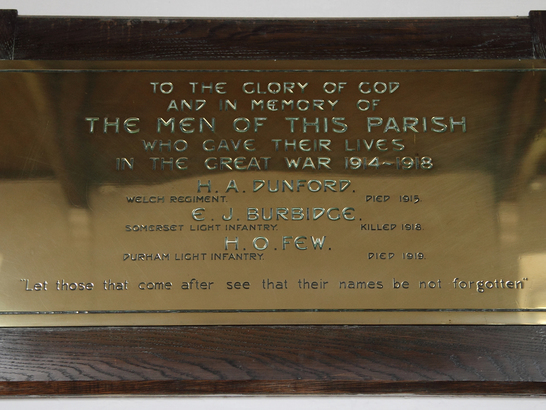 TO THE GLORY OF GOD
AND IN MEMORY OF
THE MEN OF THIS PARISH
WHO GAVE THEIR LIVES
IN THE GREAT WAR 1914~1918
H. A. DUNFORD.
WELCH REGIMENT. DIED 1915.
E. J. BURBIDGE.
SOMERSET LIGHT INFANTRY. KILLED 1918.
H. O. FEW.
DURHAM LIGHT INFANTRY. DIED 1919.
"Let those that come after see that their names be not forgotten"